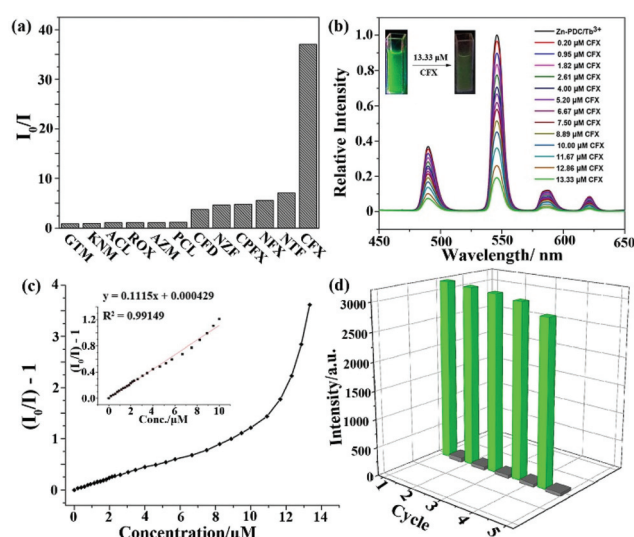 (a)
I₀/I
40
30
20
10
0
GTM KNM ACL ROX AZM PCL CFD NZF CPFX NFX NTF CFX
(b)
Relative Intensity
1.0
0.8
0.4
0.2
0.0
13.33 μM
CFX
Zn-PDC/Tb³⁺
0.20 μM CFX
0.95 μM CFX
1.82 μM CFX
2.61 μM CFX
4.00 μM CFX
5.20 μM CFX
6.67 μM CFX
7.50 μM CFX
8.89 μM CFX
10.00 μM CFX
11.67 μM CFX
12.86 μM CFX
13.33 μM CFX
450 500 550 600 650
Wavelength/ nm
(c)
(I₀/I) - 1
4
3
2
1
0
y = 0.1115x + 0.000429
R² = 0.99149
(I₀/I) - 1
1.2
0.8
0.4
0.0
0 2 4 6 8 10
Conc./μM
0 2 4 6 8 10 12 14
Concentration/μM
(d)
Intensity/a.u.
3000
2500
2000
1500
1000
500
0
1 2 3 4 5
Cycle